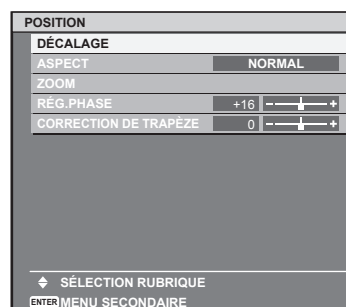 POSITION
DÉCALAGE
ASPECT NORMAL
ZOOM
RÉG.PHASE +16 - +
CORRECTION DE TRAPÈZE 0 - +
SÉLECTION RUBRIQUE
ENTER MENU SECONDAIRE